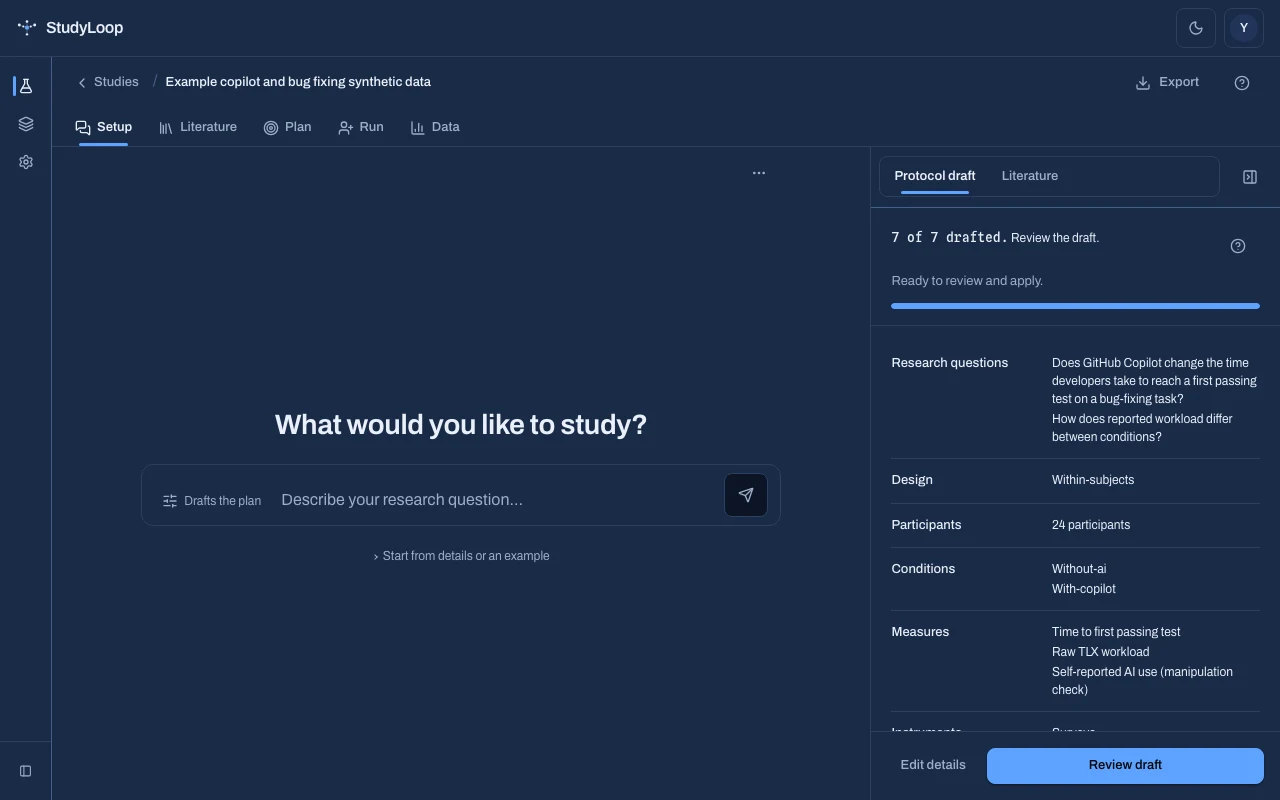 StudyLoop
Y
Studies / Example copilot and bug fixing synthetic data
Export
Setup
Literature
Plan
Run
Data
What would you like to study?
Drafts the plan
Describe your research question...
› Start from details or an example
Protocol draft
Literature
7 of 7 drafted. Review the draft.
Ready to review and apply.
Research questions
Does GitHub Copilot change the time
developers take to reach a first passing
test on a bug-fixing task?
How does reported workload differ
between conditions?
Design
Within-subjects
Participants
24 participants
Conditions
Without-ai
With-copilot
Measures
Time to first passing test
Raw TLX workload
Self-reported AI use (manipulation
check)
Instruments
Surveys
Edit details
Review draft